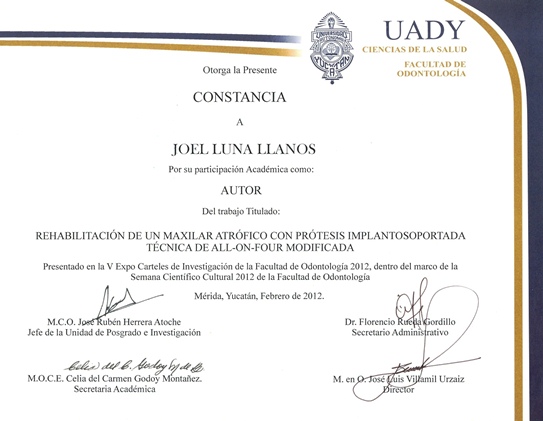 UADY
CIENCIAS DE LA SALUD
FACULTAD DE
ODONTOLOGÍA
Otorga la Presente
CONSTANCIA
A
JOEL LUNA LLANOS
Por su participación Académica como:
AUTOR
Del trabajo Titulado:
REHABILITACIÓN DE UN MAXILAR ATRÓFICO CON PRÓTESIS IMPLANTOSOPORTADA
TÉCNICA DE ALL-ON-FOUR MODIFICADA
Presentado en la V Expo Carteles de Investigación de la Facultad de Odontología 2012, dentro del marco de la
Semana Científico Cultural 2012 de la Facultad de Odontología
Mérida, Yucatán, Febrero de 2012.
M.C.O. José Rubén Herrera Atoche
Jefe de la Unidad de Posgrado e Investigación
Dr. Florencio Rueda Gordillo
Secretario Administrativo
M.O.C.E. Celia del Carmen Godoy Montañez.
Secretaria Académica
M. en O. José Luis Villamil Urzaiz
Director